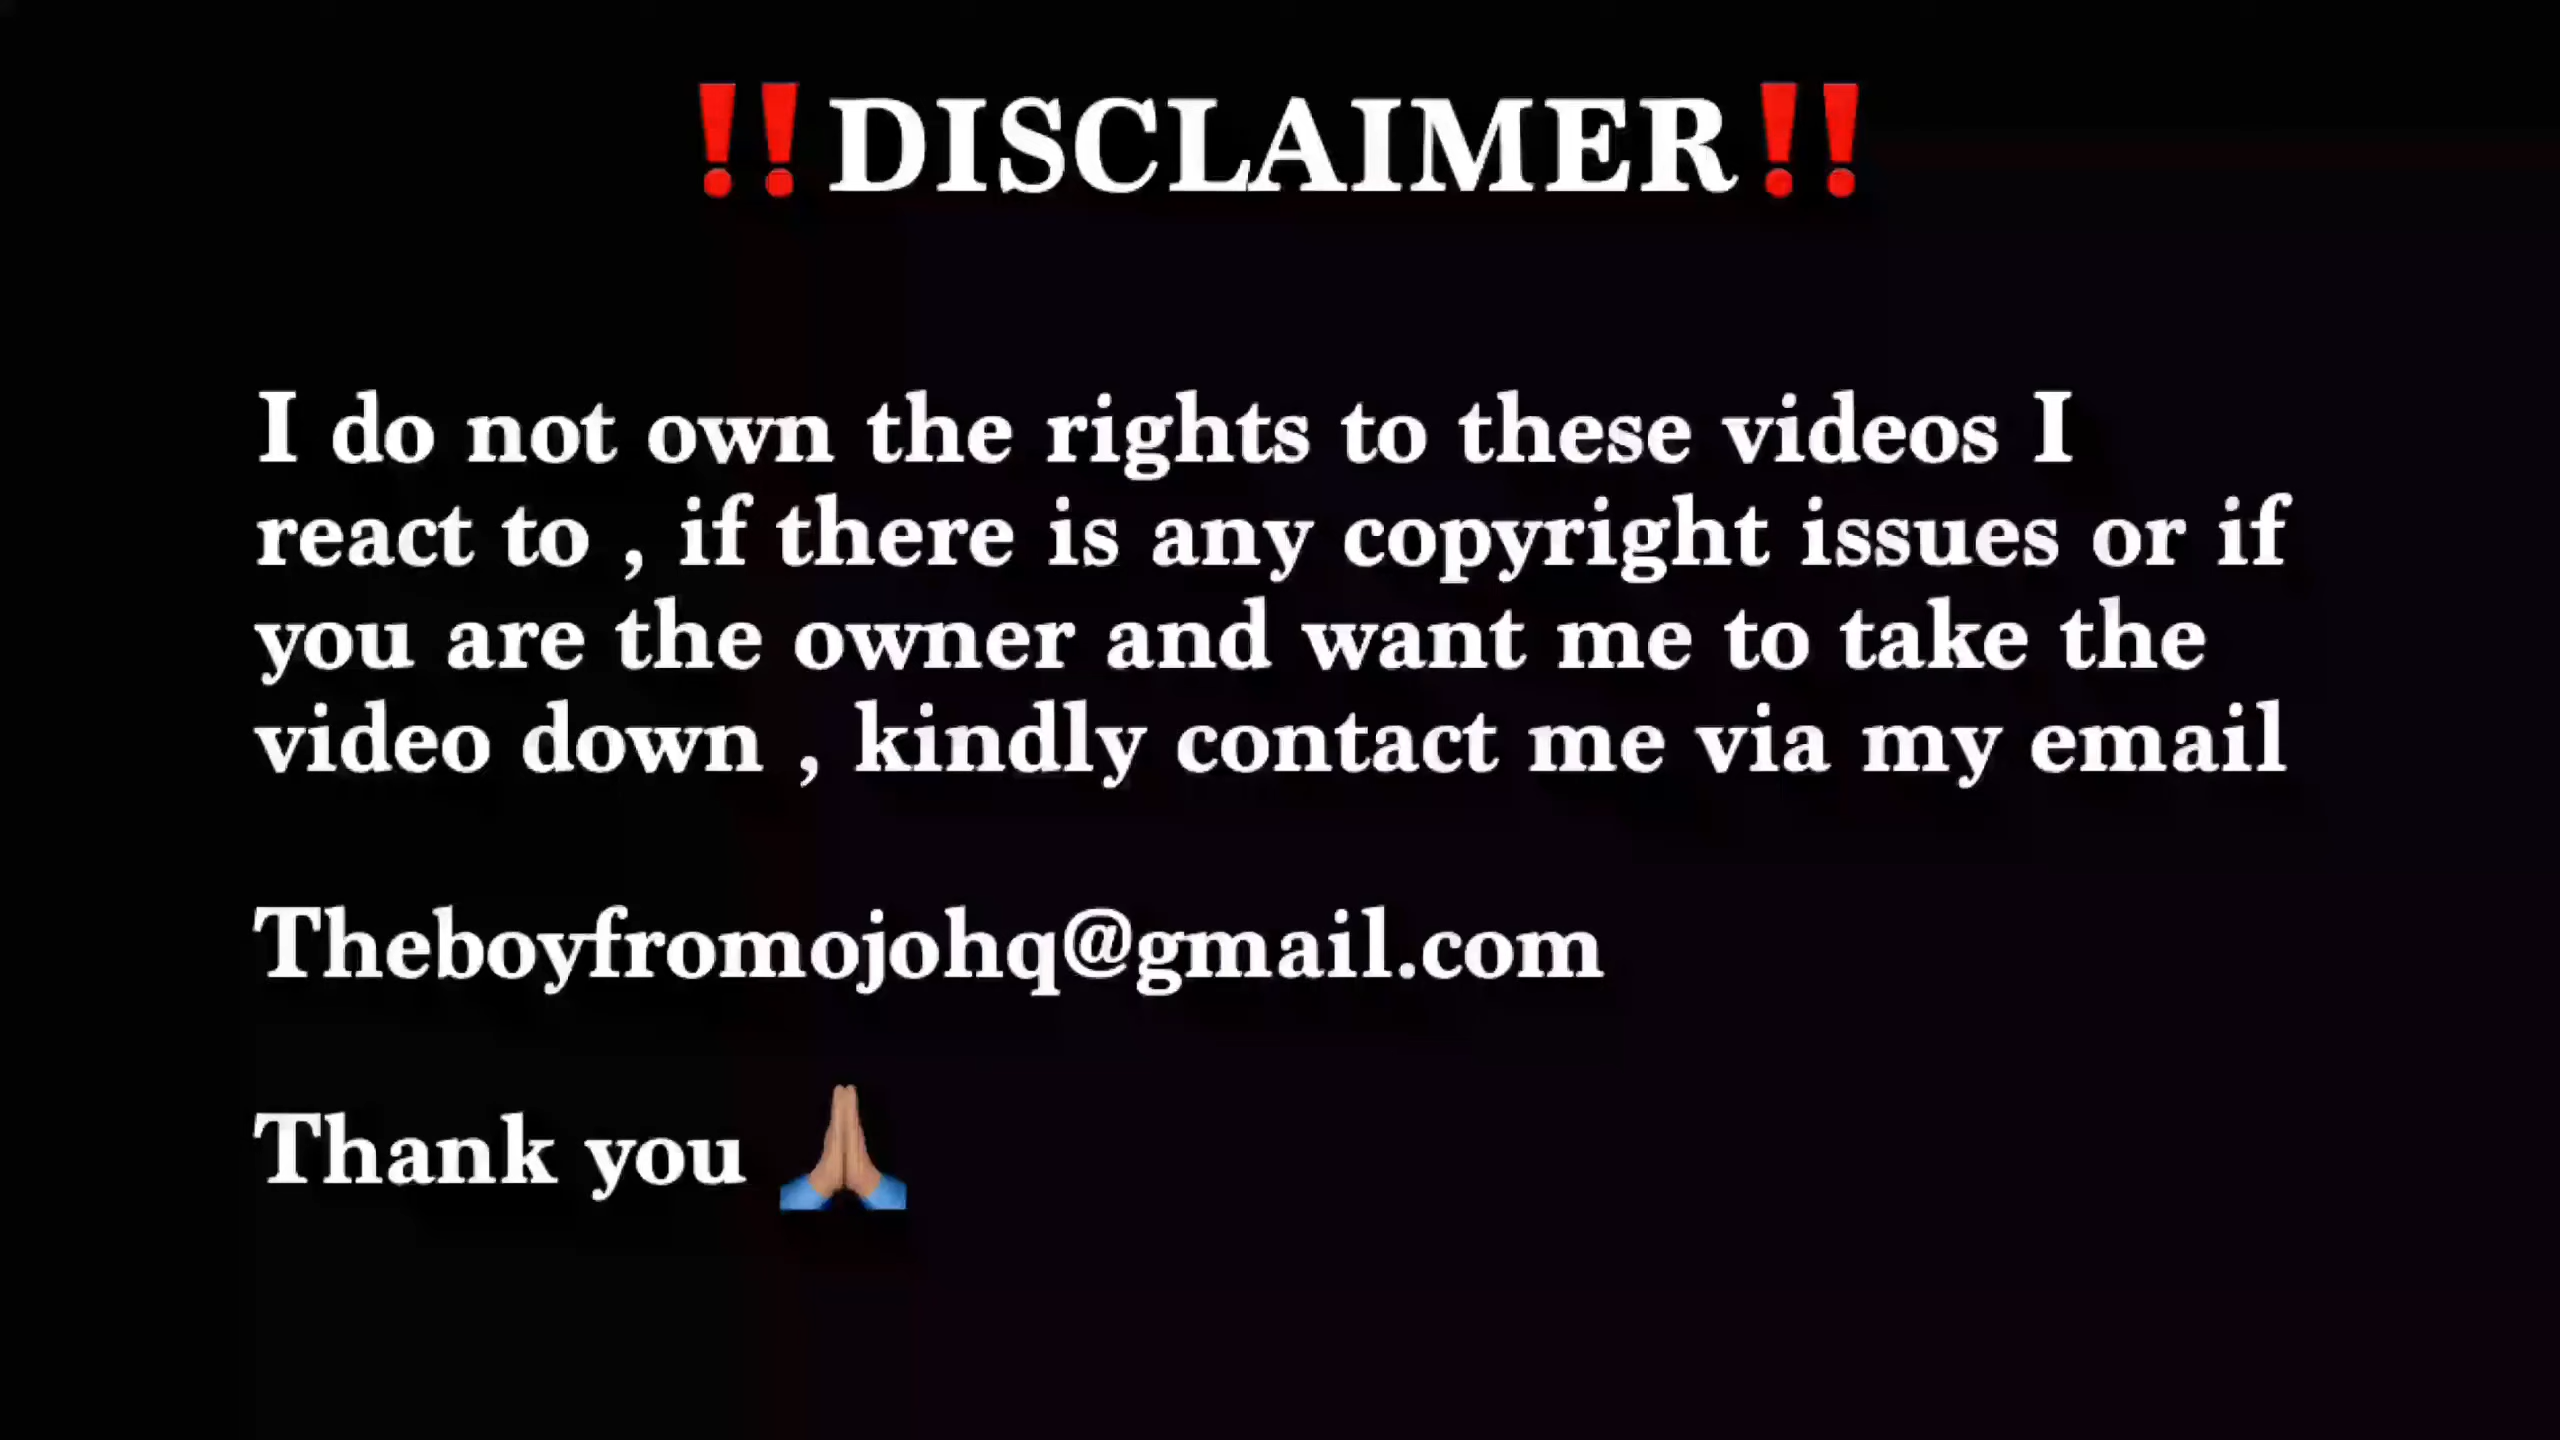 ‼️DISCLAIMER‼️
I do not own the rights to these videos I
react to , if there is any copyright issues or if
you are the owner and want me to take the
video down , kindly contact me via my email
Theboyfromojohq@gmail.com
Thank you 🙏🏽